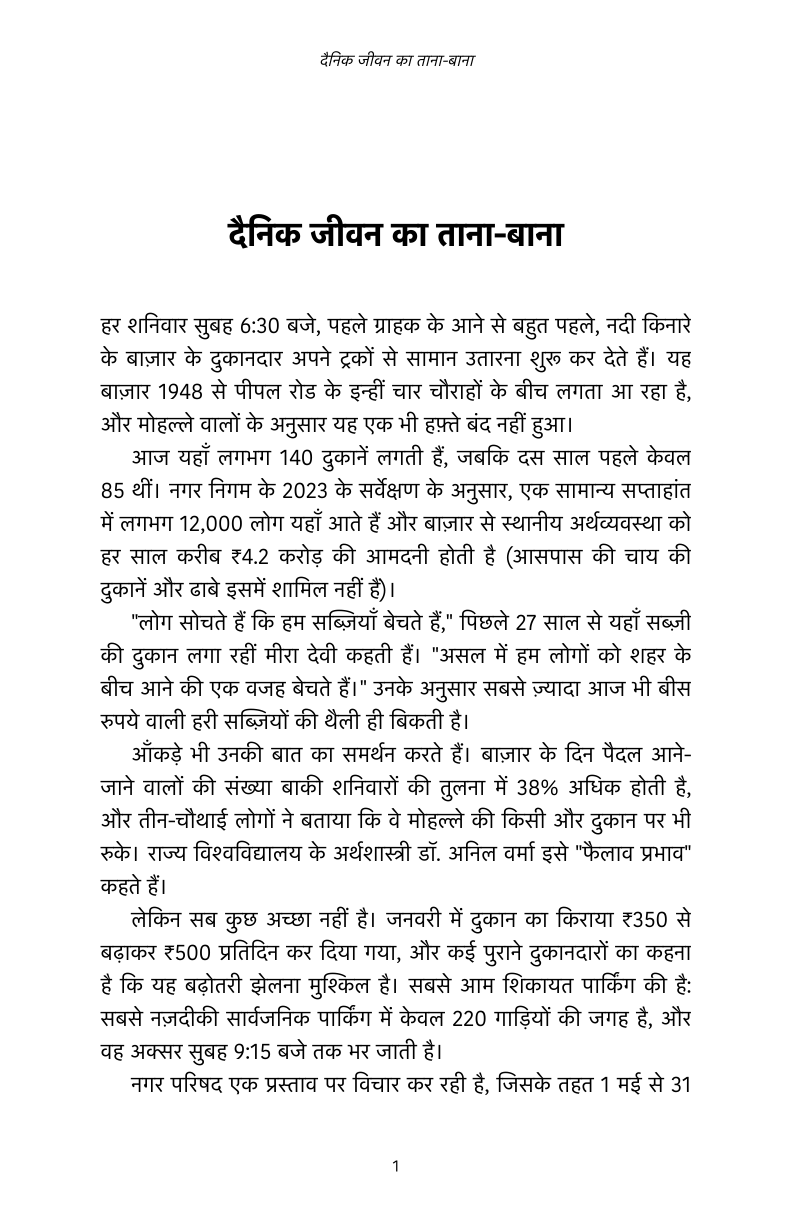 दैनिक जीवन का ताना-बाना
दैनिक जीवन का ताना-बाना
हर शनिवार सुबह 6:30 बजे, पहले ग्राहक के आने से बहुत पहले, नदी किनारे
के बाज़ार के दुकानदार अपने ट्रकों से सामान उतारना शुरू कर देते हैं। यह
बाज़ार 1948 से पीपल रोड के इन्हीं चार चौराहों के बीच लगता आ रहा है,
और मोहल्ले वालों के अनुसार यह एक भी हफ़्ते बंद नहीं हुआ।
आज यहाँ लगभग 140 दुकानें लगती हैं, जबकि दस साल पहले केवल
85 थीं। नगर निगम के 2023 के सर्वेक्षण के अनुसार, एक सामान्य सप्ताहांत
में लगभग 12,000 लोग यहाँ आते हैं और बाज़ार से स्थानीय अर्थव्यवस्था को
हर साल करीब ₹4.2 करोड़ की आमदनी होती है (आसपास की चाय की
दुकानें और ढाबे इसमें शामिल नहीं हैं)।
"लोग सोचते हैं कि हम सब्ज़ियाँ बेचते हैं," पिछले 27 साल से यहाँ सब्ज़ी
की दुकान लगा रहीं मीरा देवी कहती हैं। "असल में हम लोगों को शहर के
बीच आने की एक वजह बेचते हैं।" उनके अनुसार सबसे ज़्यादा आज भी बीस
रुपये वाली हरी सब्ज़ियों की थैली ही बिकती है।
आँकड़े भी उनकी बात का समर्थन करते हैं। बाज़ार के दिन पैदल आने-
जाने वालों की संख्या बाकी शनिवारों की तुलना में 38% अधिक होती है,
और तीन-चौथाई लोगों ने बताया कि वे मोहल्ले की किसी और दुकान पर भी
रुके। राज्य विश्वविद्यालय के अर्थशास्त्री डॉ. अनिल वर्मा इसे "फैलाव प्रभाव"
कहते हैं।
लेकिन सब कुछ अच्छा नहीं है। जनवरी में दुकान का किराया ₹350 से
बढ़ाकर ₹500 प्रतिदिन कर दिया गया, और कई पुराने दुकानदारों का कहना
है कि यह बढ़ोतरी झेलना मुश्किल है। सबसे आम शिकायत पार्किंग की है:
सबसे नज़दीकी सार्वजनिक पार्किंग में केवल 220 गाड़ियों की जगह है, और
वह अक्सर सुबह 9:15 बजे तक भर जाती है।
नगर परिषद एक प्रस्ताव पर विचार कर रही है, जिसके तहत 1 मई से 31
1